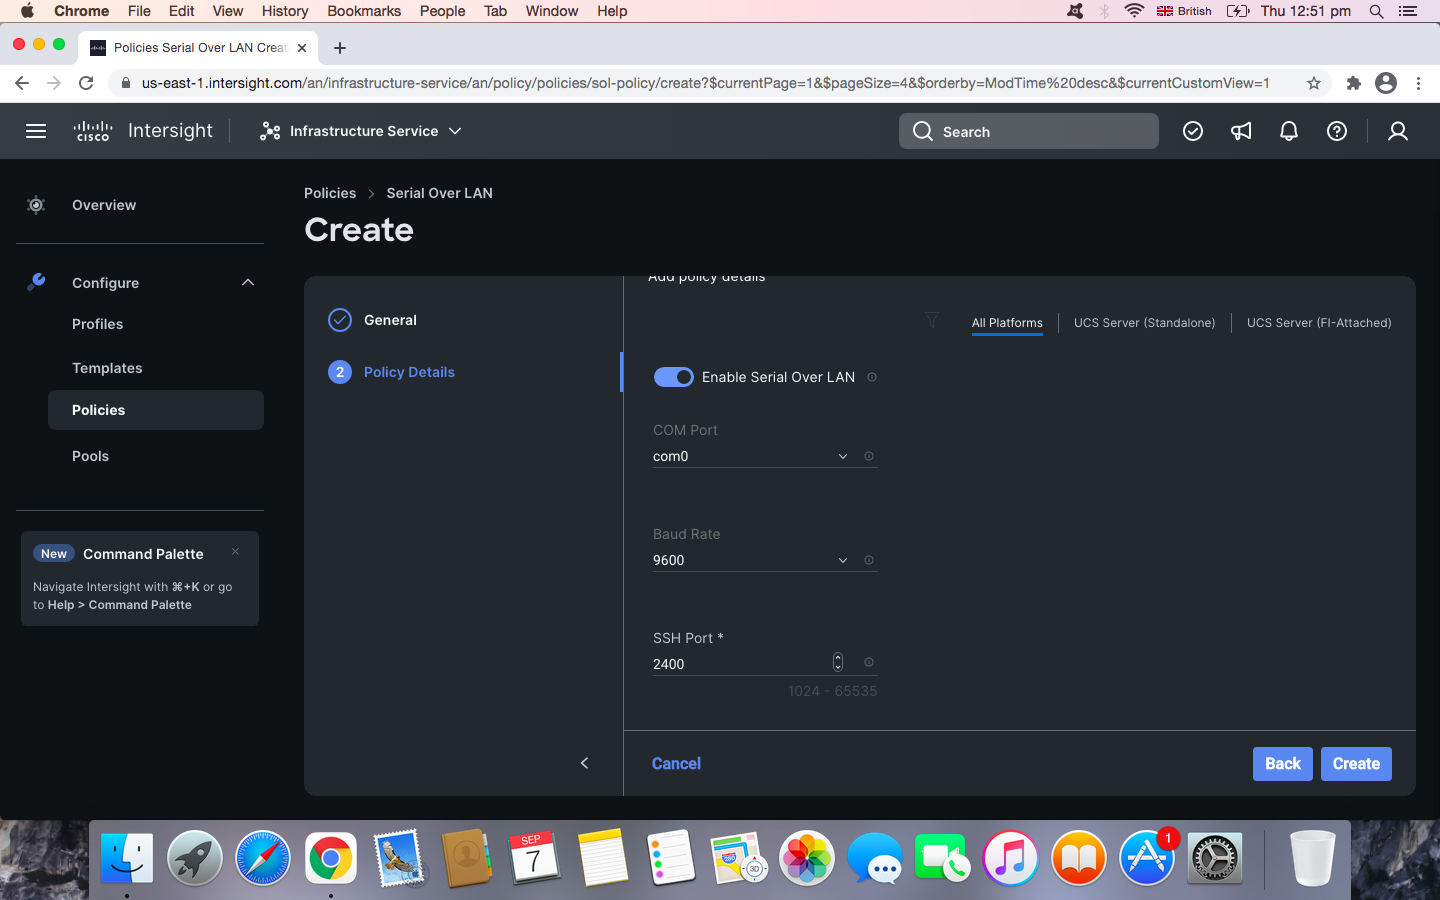 Chrome File Edit View History Bookmarks People Tab Window Help British Thu 12:51 pm
Policies Serial Over LAN Creat
us-east-1.intersight.com/an/infrastructure-service/an/policy/policies/sol-policy/create?$currentPage=1&$pageSize=4&$orderby=ModTime%20desc&$currentCustomView=1
CISCO Intersight Infrastructure Service Search
Overview
Configure
Profiles
Templates
Policies
Pools
New Command Palette
Navigate Intersight with ⌘+K or go
to Help > Command Palette
Policies > Serial Over LAN
Create
General
2 Policy Details
Add policy details
All Platforms UCS Server (Standalone) UCS Server (FI-Attached)
Enable Serial Over LAN
COM Port
com0
Baud Rate
9600
SSH Port *
2400
1024 - 65535
Cancel Back Create
SEP
7
280
3D
1